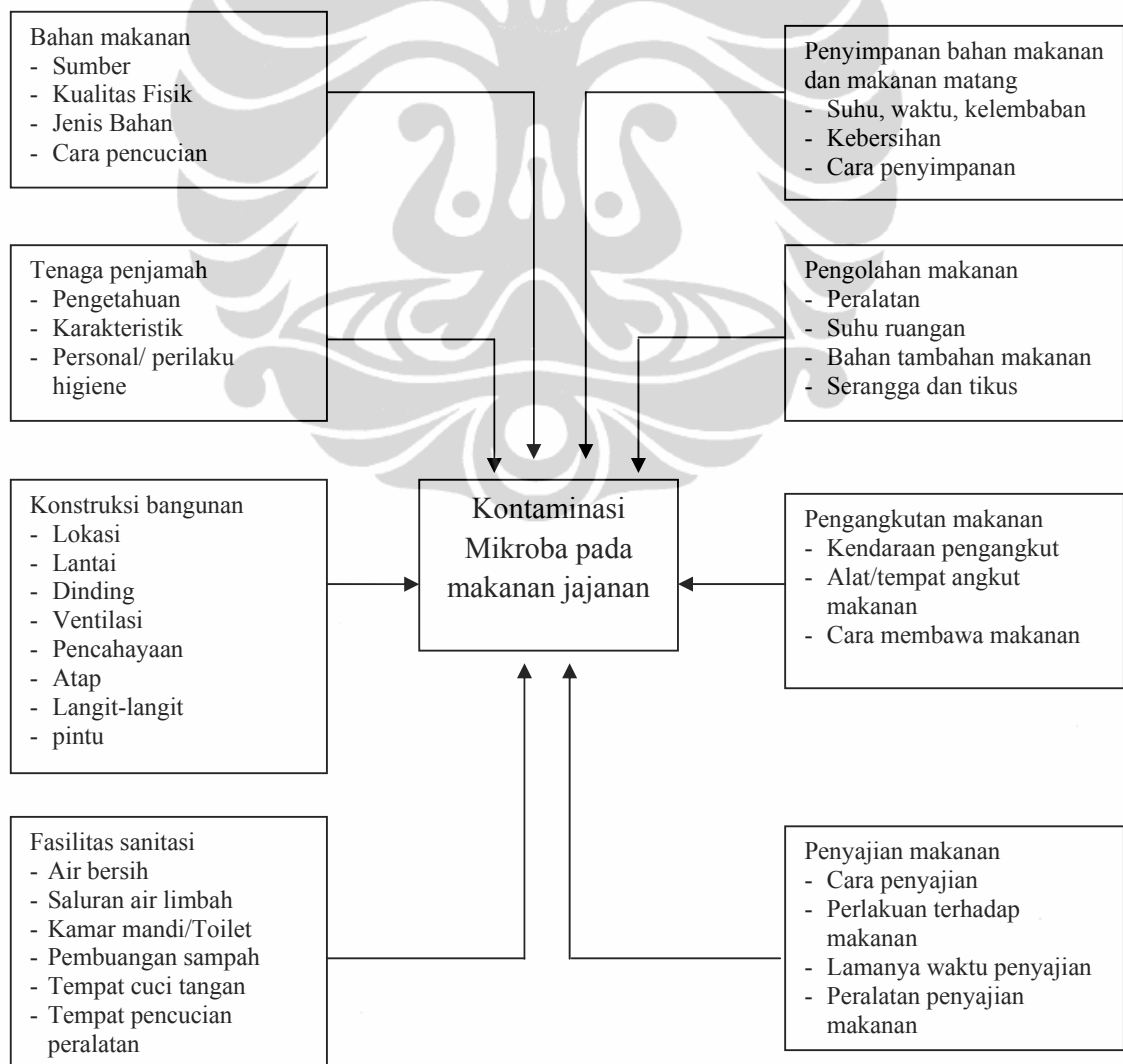 Bahan makanan
- Sumber
- Kualitas Fisik
- Jenis Bahan
- Cara pencucian
Tenaga penjamah
- Pengetahuan
- Karakteristik
- Personal/ perilaku
higiene
Konstruksi bangunan
- Lokasi
- Lantai
- Dinding
- Ventilasi
- Pencahayaan
- Atap
- Langit-langit
- pintu
Fasilitas sanitasi
- Air bersih
- Saluran air limbah
- Kamar mandi/Toilet
- Pembuangan sampah
- Tempat cuci tangan
- Tempat pencucian
peralatan
Kontaminasi
Mikroba pada
makanan jajanan
Penyimpanan bahan makanan
dan makanan matang
- Suhu, waktu, kelembaban
- Kebersihan
- Cara penyimpanan
Pengolahan makanan
- Peralatan
- Suhu ruangan
- Bahan tambahan makanan
- Serangga dan tikus
Pengangkutan makanan
- Kendaraan pengangkut
- Alat/tempat angkut
makanan
- Cara membawa makanan
Penyajian makanan
- Cara penyajian
- Perlakuan terhadap
makanan
- Lamanya waktu penyajian
- Peralatan penyajian
makanan